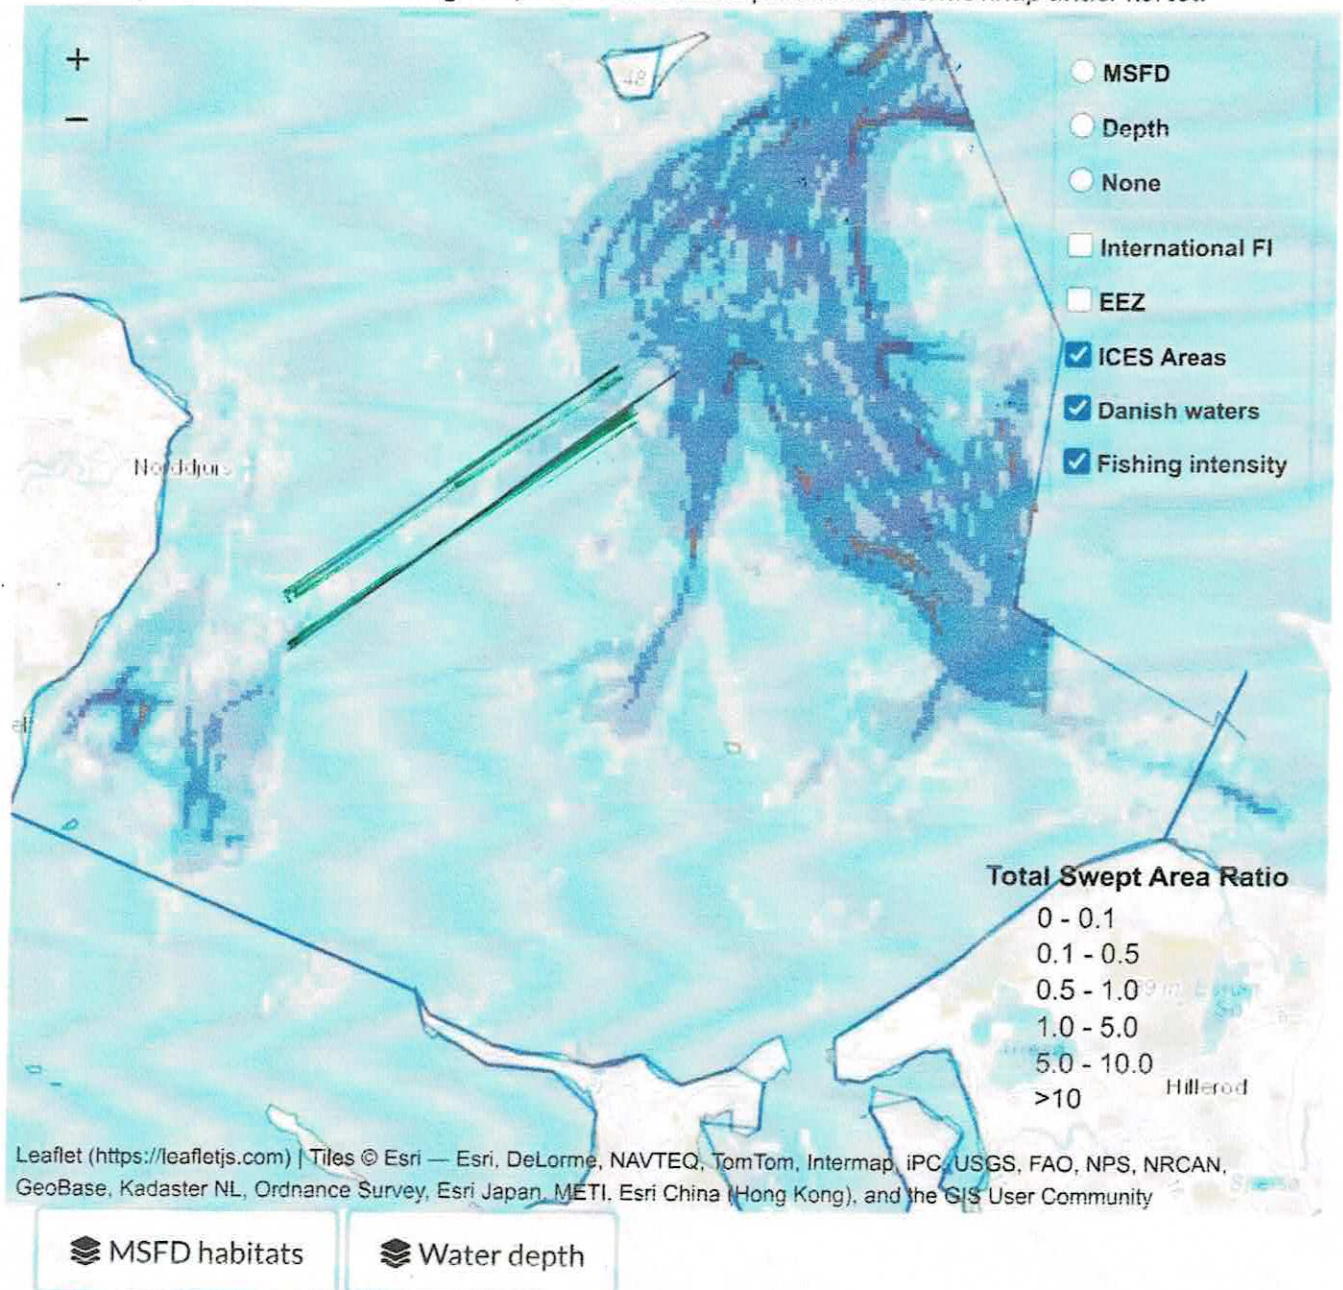 +
−
48
MSFD
Depth
None
International FI
EEZ
ICES Areas
Danish waters
Fishing intensity
Norddjurs
Total Swept Area Ratio
0 - 0.1
0.1 - 0.5
0.5 - 1.0
1.0 - 5.0
5.0 - 10.0
>10
Hillerod
Leaflet (https://leafletjs.com) | Tiles © Esri — Esri, DeLorme, NAVTEQ, TomTom, Intermap, iPC, USGS, FAO, NPS, NRCAN,
GeoBase, Kadaster NL, Ordnance Survey, Esri Japan, METI, Esri China (Hong Kong), and the GIS User Community
MSFD habitats
Water depth